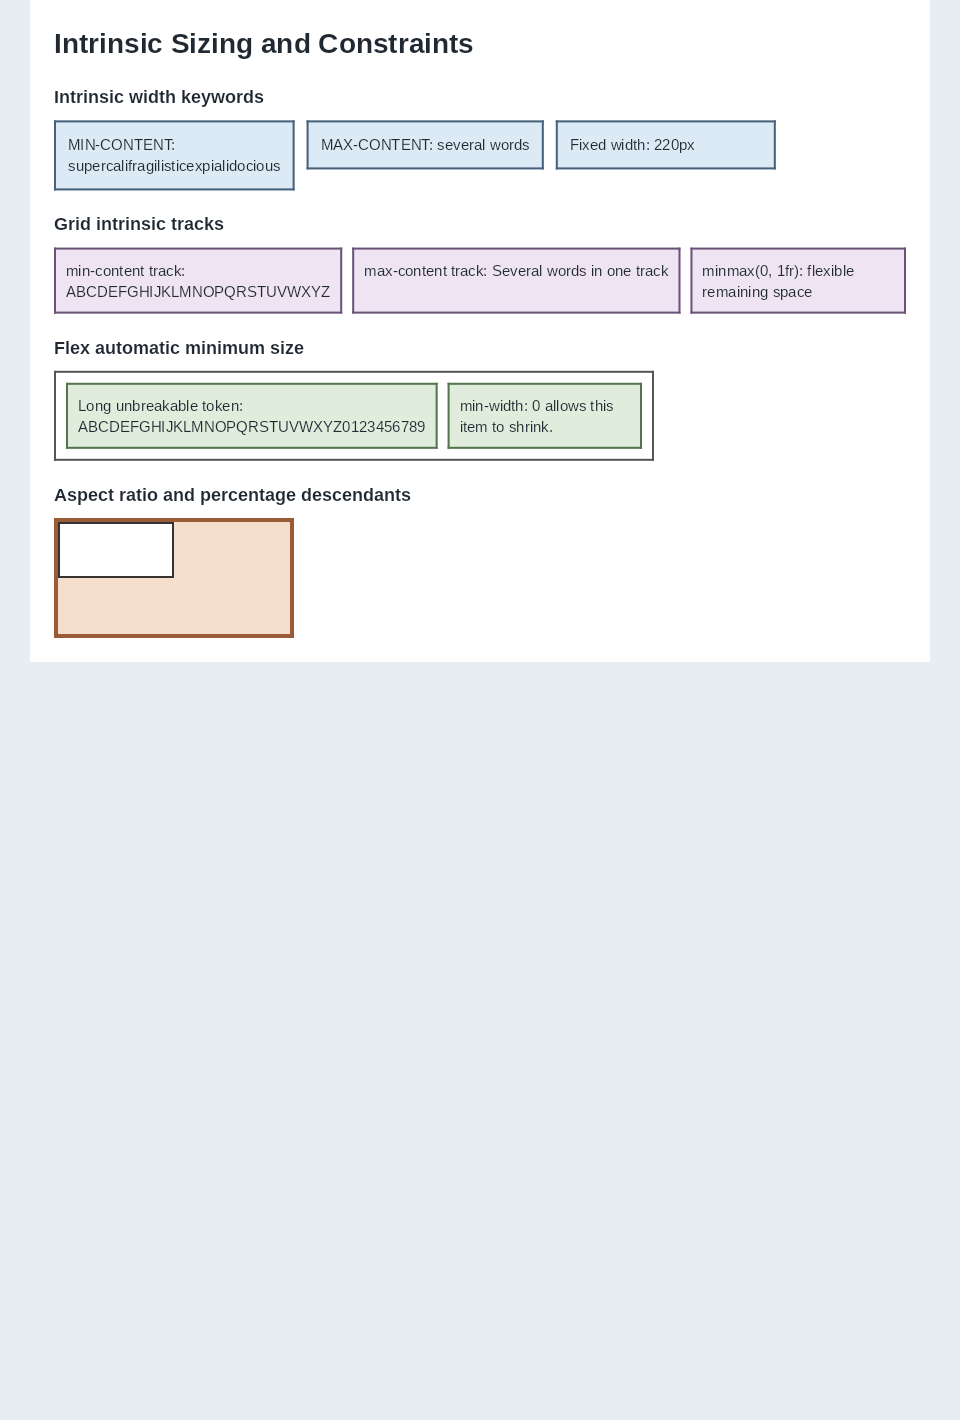 Intrinsic Sizing and Constraints
Intrinsic width keywords
MIN-CONTENT:
supercalifragilisticexpialidocious
MAX-CONTENT: several words
Fixed width: 220px
Grid intrinsic tracks
min-content track:
ABCDEFGHIJKLMNOPQRSTUVWXYZ
max-content track: Several words in one track
minmax(0, 1fr): flexible
remaining space
Flex automatic minimum size
Long unbreakable token:
ABCDEFGHIJKLMNOPQRSTUVWXYZ0123456789
min-width: 0 allows this
item to shrink.
Aspect ratio and percentage descendants